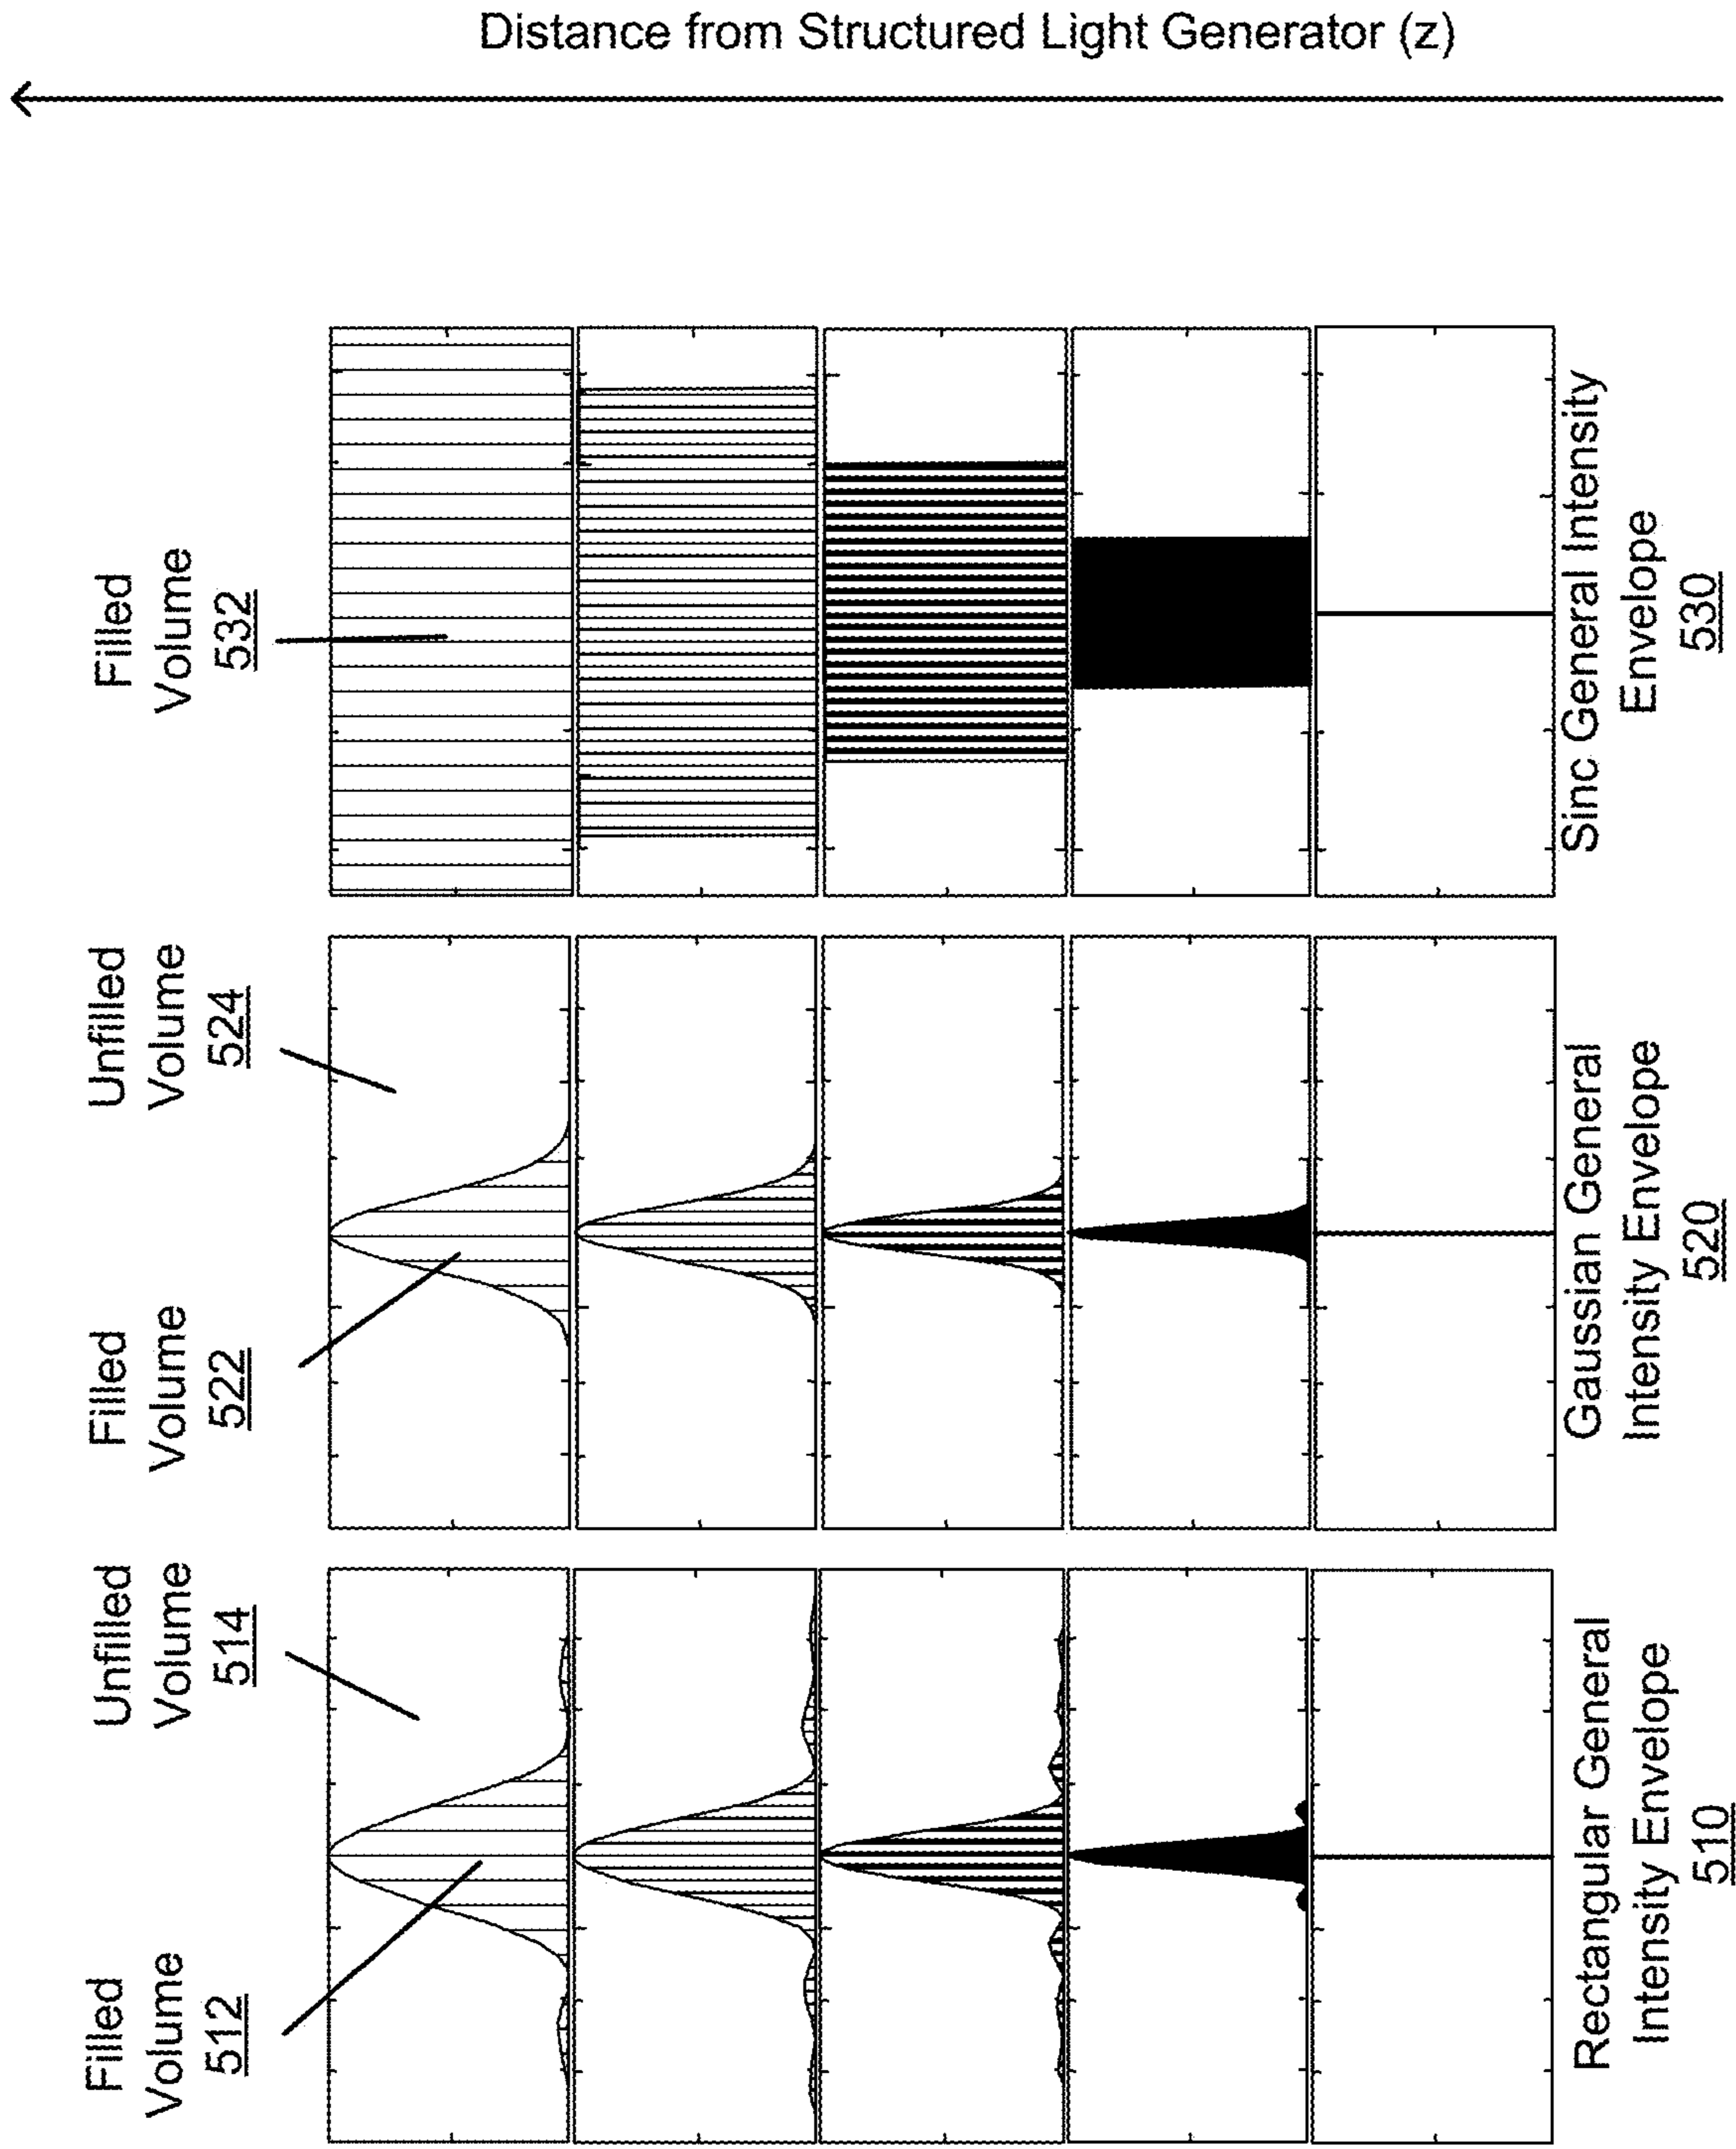 Distance from Structured Light Generator (z)
Filled
Volume
512
Unfilled
Volume
514
Filled
Volume
522
Unfilled
Volume
524
Filled
Volume
532
Rectangular General
Intensity Envelope
510
Gaussian General
Intensity Envelope
520
Sinc General Intensity
Envelope
530